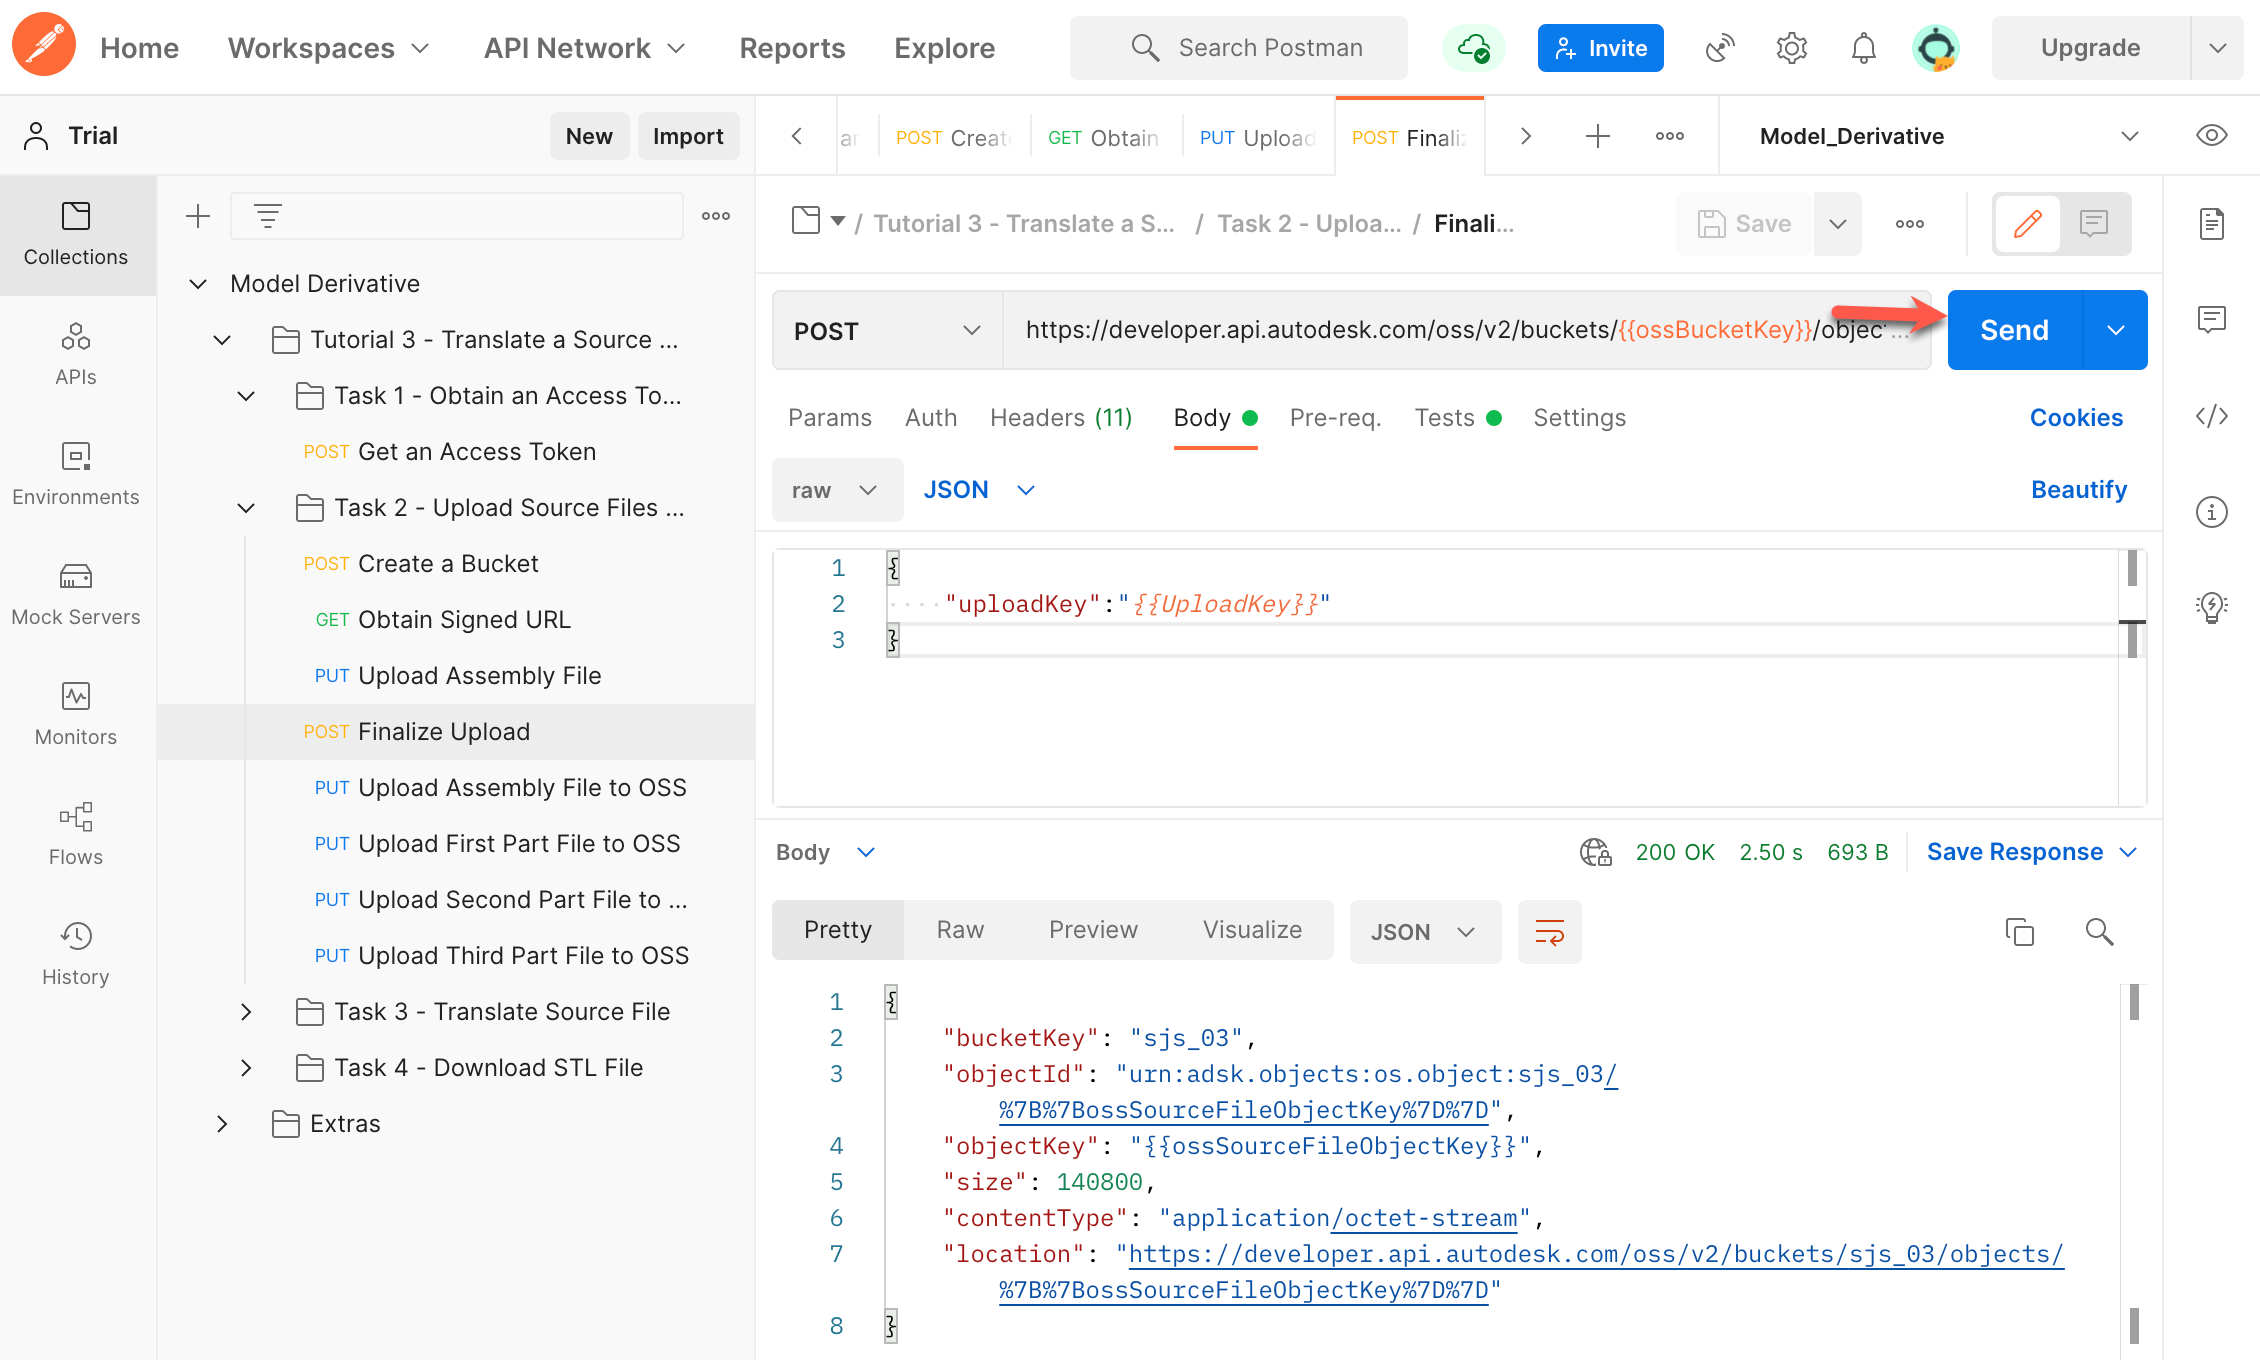 Home
Workspaces
API Network
Reports
Explore
Search Postman
Invite
Upgrade
Trial
New
Import
POST Creat
GET Obtain
PUT Upload
POST Finali
Model_Derivative
Collections
APIs
Environments
Mock Servers
Monitors
Flows
History
Model Derivative
Tutorial 3 - Translate a Source ...
Task 1 - Obtain an Access To...
POST Get an Access Token
Task 2 - Upload Source Files ...
POST Create a Bucket
GET Obtain Signed URL
PUT Upload Assembly File
POST Finalize Upload
PUT Upload Assembly File to OSS
PUT Upload First Part File to OSS
PUT Upload Second Part File to ...
PUT Upload Third Part File to OSS
Task 3 - Translate Source File
Task 4 - Download STL File
Extras
/ Tutorial 3 - Translate a S... / Task 2 - Uploa... / Finali...
Save
POST
https://developer.api.autodesk.com/oss/v2/buckets/{{ossBucketKey}}/objec...
Send
Params
Auth
Headers (11)
Body
Pre-req.
Tests
Settings
Cookies
raw
JSON
Beautify
1 {
2 "uploadKey":"{{UploadKey}}"
3 }
Body
200 OK
2.50 s
693 B
Save Response
Pretty
Raw
Preview
Visualize
JSON
1 {
2 "bucketKey": "sjs_03",
3 "objectId": "urn:adsk.objects:os.object:sjs_03/
%7B%7BossSourceFileObjectKey%7D%7D",
4 "objectKey": "{{ossSourceFileObjectKey}}",
5 "size": 140800,
6 "contentType": "application/octet-stream",
7 "location": "https://developer.api.autodesk.com/oss/v2/buckets/sjs_03/objects/
%7B%7BossSourceFileObjectKey%7D%7D"
8 }